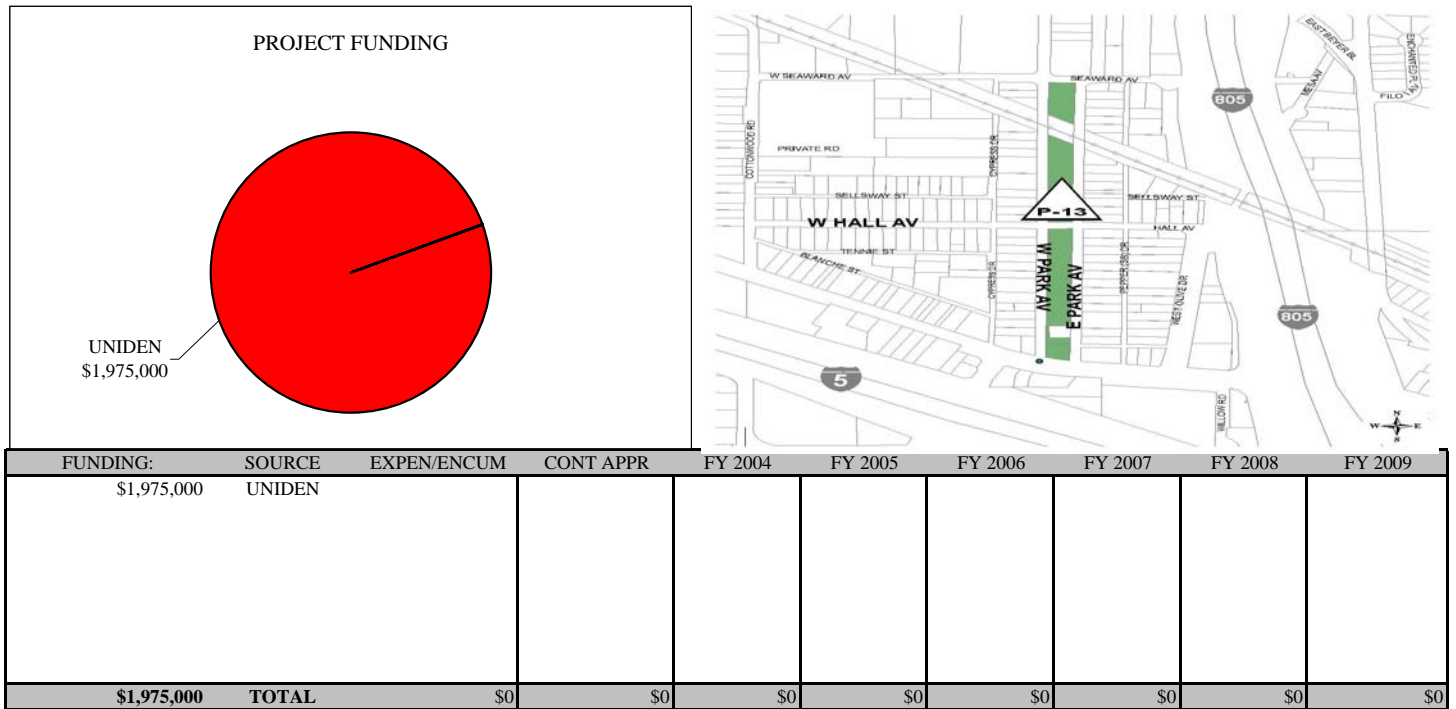 PROJECT FUNDING
UNIDEN
$1,975,000
W SEAWARD AV
SEAWARD AV
EAST BEYER BL
ENCHANTED PL
AV
MESA AV
FILO
805
COTTONWOOD RD
PRIVATE RD
CYPRESS DR
SELLSWAY ST
SELLSWAY ST
P-13
W HALL AV
HALL AV
TENNIE ST
BLANCHE ST
CYPRESS DR
W PARK AV
E PARK AV
PEPPER (SB) DR
WEST OLIVE DR
805
5
WILLOW RD
N
W E
S
FUNDING: SOURCE EXPEN/ENCUM CONT APPR FY 2004 FY 2005 FY 2006 FY 2007 FY 2008 FY 2009
$1,975,000 UNIDEN
$1,975,000 TOTAL $0 $0 $0 $0 $0 $0 $0 $0